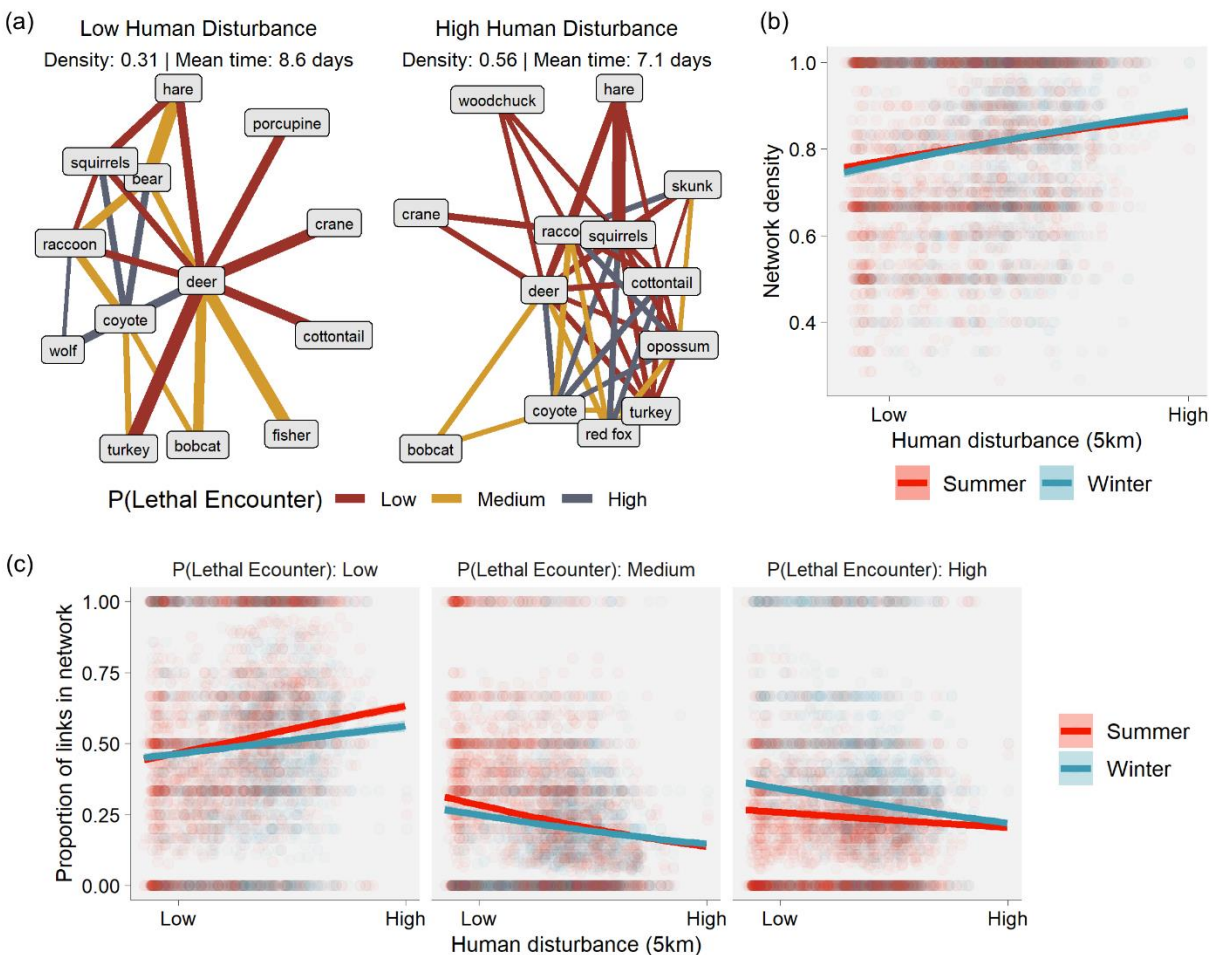 (a)
Low Human Disturbance
Density: 0.31 | Mean time: 8.6 days
hare
porcupine
squirrels
bear
crane
raccoon
deer
coyote
wolf
cottontail
turkey
bobcat
fisher
High Human Disturbance
Density: 0.56 | Mean time: 7.1 days
woodchuck
hare
skunk
crane
racco
squirrels
deer
cottontail
opossum
coyote
turkey
red fox
bobcat
P(Lethal Encounter) Low Medium High
(b)
Network density
1.0
0.8
0.6
0.4
Low High
Human disturbance (5km)
Summer Winter
(c)
P(Lethal Ecounter): Low P(Lethal Ecounter): Medium P(Lethal Encounter): High
Proportion of links in network
1.00
0.75
0.50
0.25
0.00
Low High Low High Low High
Human disturbance (5km)
Summer
Winter